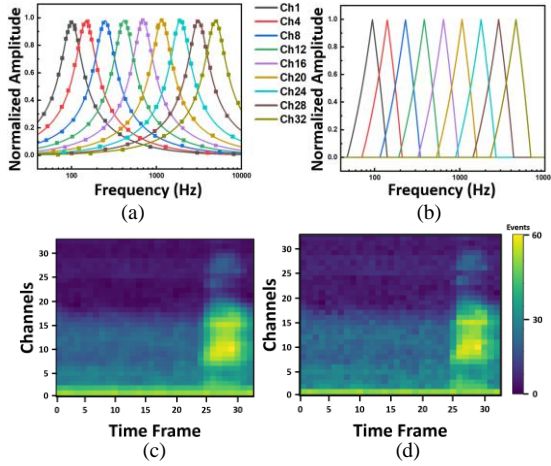 (a)
1.0
0.8
0.6
0.4
0.2
0.0
Normalized Amplitude
100
1000
10000
Frequency (Hz)
(a)
Ch1
Ch4
Ch8
Ch12
Ch16
Ch20
Ch24
Ch28
Ch32
(b)
1.0
0.8
0.6
0.4
0.2
0.0
Normalized Amplitude
100
1000
10000
Frequency (Hz)
(b)
30
25
20
15
10
5
0
Channels
0 5 10 15 20 25 30
Time Frame
(c)
30
25
20
15
10
5
0
Channels
0 5 10 15 20 25 30
Time Frame
(d)
Events
60
30
0